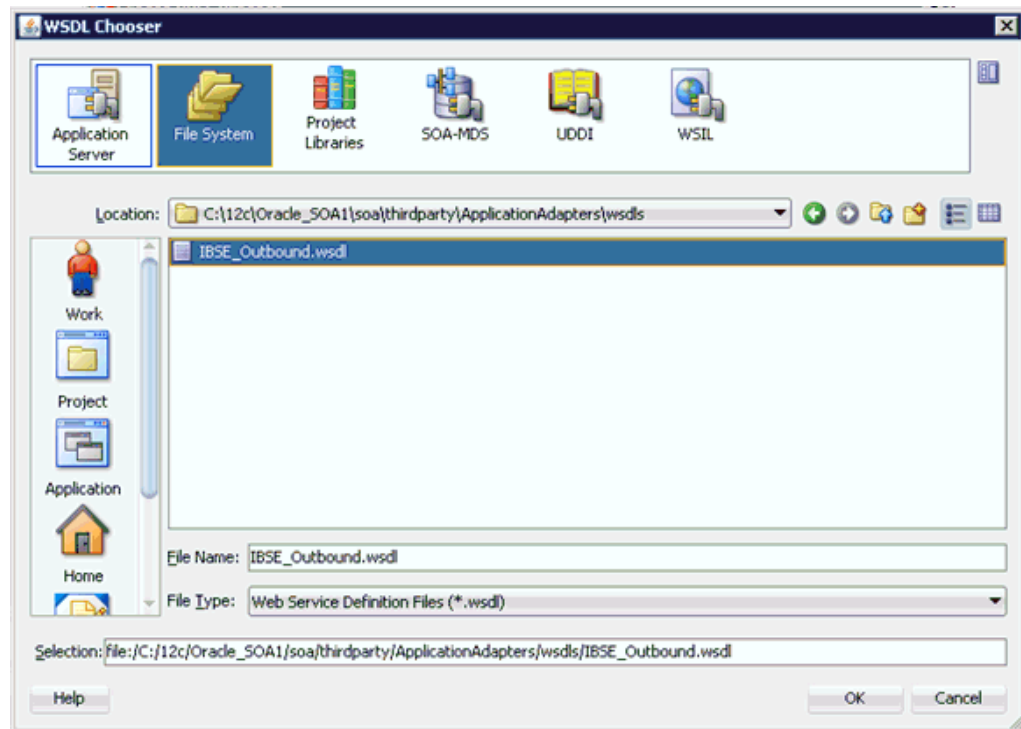 WSDL Chooser
Application
Server
File System
Project
Libraries
SOA-MDS
UDDI
WSIL
Location:
C:\12c\Oracle_SOA1\soa\thirdparty\ApplicationAdapters\wsdls
IBSE_Outbound.wsdl
Work
Project
Application
Home
File Name:
IBSE_Outbound.wsdl
File Type:
Web Service Definition Files (*.wsdl)
Selection:
file:/C:/12c/Oracle_SOA1/soa/thirdparty/ApplicationAdapters/wsdls/IBSE_Outbound.wsdl
Help
OK
Cancel